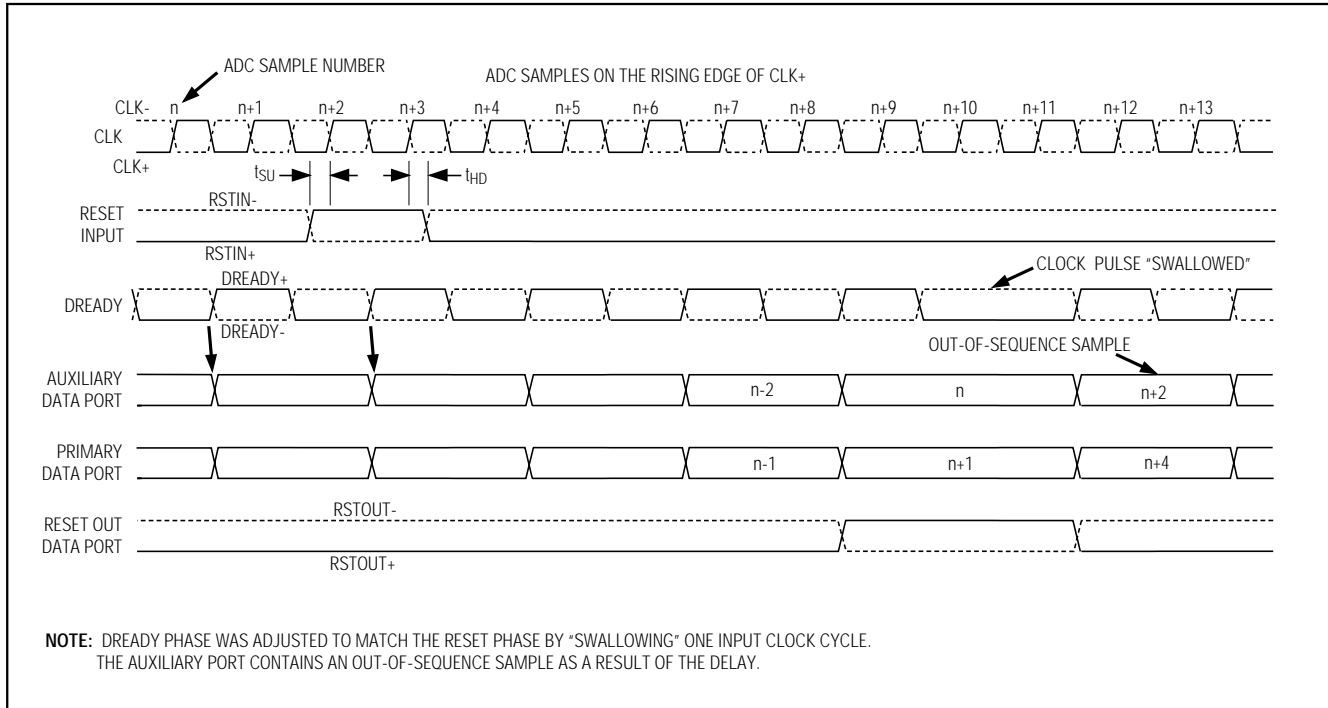 ADC SAMPLE NUMBER
ADC SAMPLES ON THE RISING EDGE OF CLK+
CLK- n n+1 n+2 n+3 n+4 n+5 n+6 n+7 n+8 n+9 n+10 n+11 n+12 n+13
CLK
CLK+
tSU tHD
RSTIN-
RESET
INPUT
RSTIN+
CLOCK PULSE “SWALLOWED”
DREADY+
DREADY
DREADY-
OUT-OF-SEQUENCE SAMPLE
AUXILIARY
DATA PORT
n-2 n n+2
PRIMARY
DATA PORT
n-1 n+1 n+4
RSTOUT-
RESET OUT
DATA PORT
RSTOUT+
NOTE: DREADY PHASE WAS ADJUSTED TO MATCH THE RESET PHASE BY “SWALLOWING” ONE INPUT CLOCK CYCLE.
THE AUXILIARY PORT CONTAINS AN OUT-OF-SEQUENCE SAMPLE AS A RESULT OF THE DELAY.